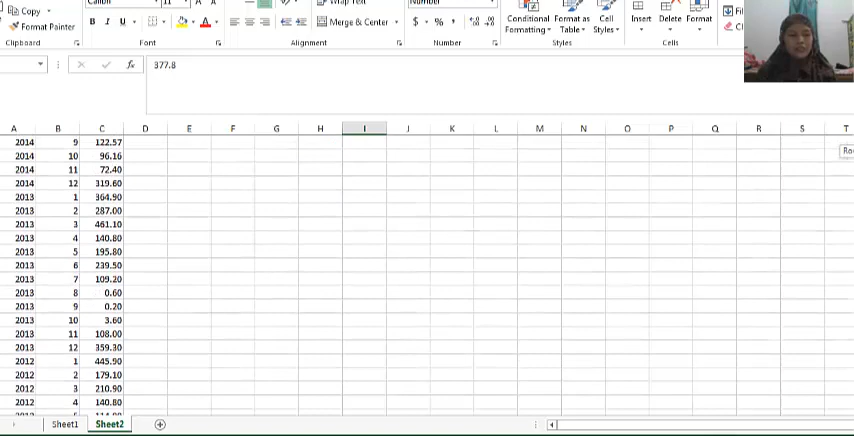 Copy
Format Painter
Clipboard
Calibri
11
A A
B I U
A
Font
Wrap Text
Merge & Center
Alignment
Number
$ % ,
Number
Conditional Formatting
Format as Table
Cell Styles
Styles
Insert
Delete
Format
Cells
fx 377.8
A B C D E F G H I J K L M N O P Q R S T
2014 9 122.57
2014 10 96.16
2014 11 72.40
2014 12 319.60
2013 1 364.90
2013 2 287.00
2013 3 461.10
2013 4 140.80
2013 5 195.80
2013 6 239.50
2013 7 109.20
2013 8 0.60
2013 9 0.20
2013 10 3.60
2013 11 108.00
2013 12 359.30
2012 1 445.90
2012 2 179.10
2012 3 210.90
2012 4 140.80
Sheet1 Sheet2